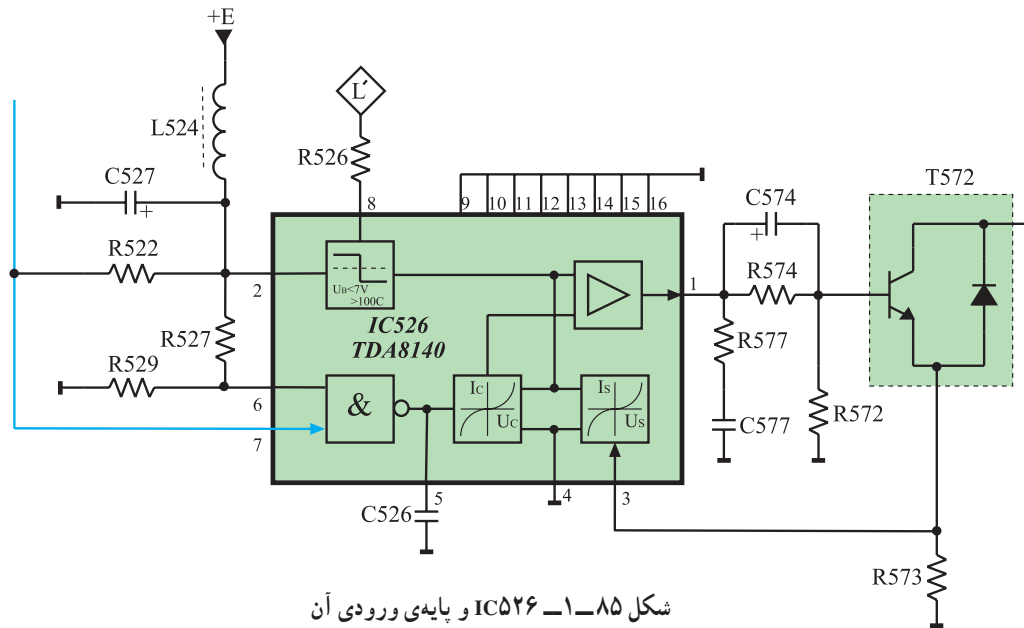 +E
L524
L´
R526
C527
+
R522
R527
R529
2
6
7
8
9 10 11 12 13 14 15 16
UB<7V
>100C
IC526
TDA8140
&
IC
UC
IS
US
1
5
4
3
C526
C574
+
R574
R577
C577
R572
T572
R573
شکل ۸۵ــ۱ــ IC۵۲۶ و پایه‌ی ورودی آن